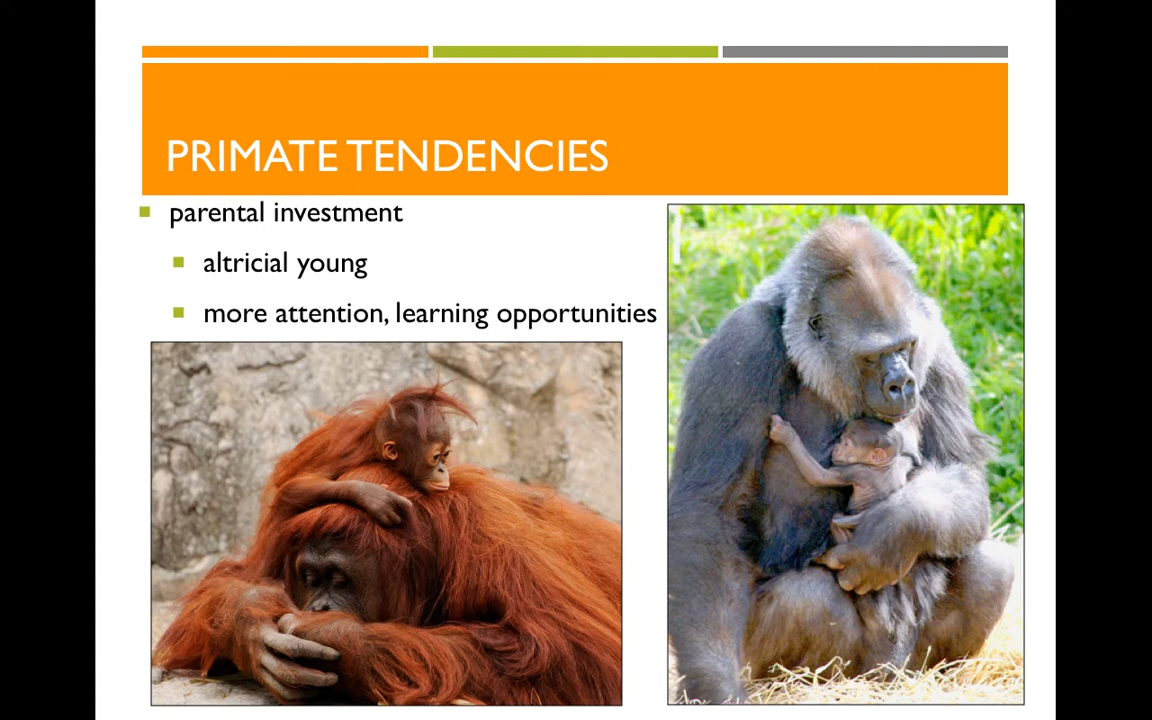 PRIMATE TENDENCIES
parental investment
altricial young
more attention, learning opportunities